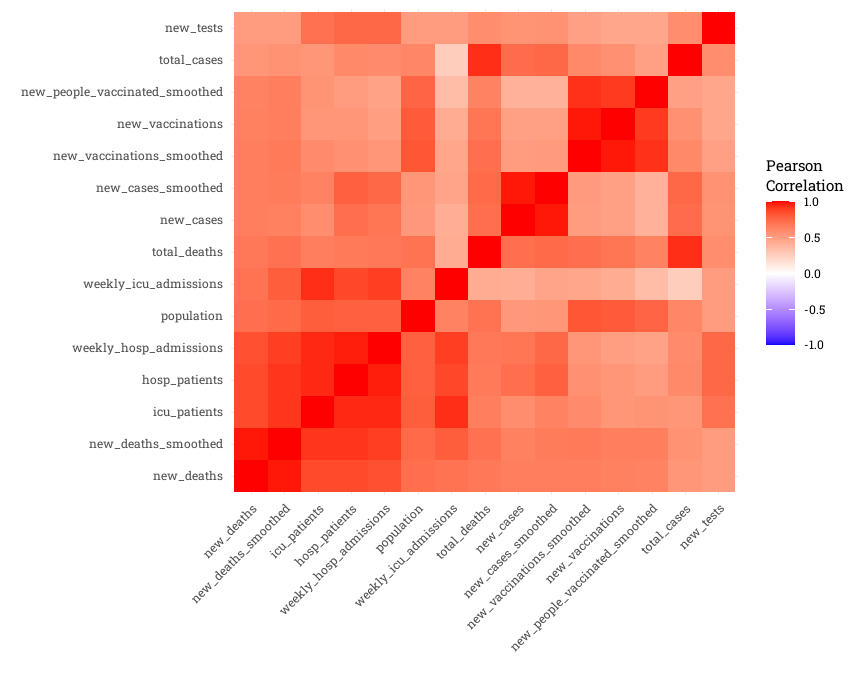 new_tests
total_cases
new_people_vaccinated_smoothed
new_vaccinations
new_vaccinations_smoothed
new_cases_smoothed
new_cases
total_deaths
weekly_icu_admissions
population
weekly_hosp_admissions
hosp_patients
icu_patients
new_deaths_smoothed
new_deaths
new_deaths
new_deaths_smoothed
icu_patients
hosp_patients
weekly_hosp_admissions
population
weekly_icu_admissions
total_deaths
new_cases
new_cases_smoothed
new_vaccinations_smoothed
new_vaccinations
new_people_vaccinated_smoothed
total_cases
new_tests
Pearson
Correlation
1.0
0.5
0.0
-0.5
-1.0